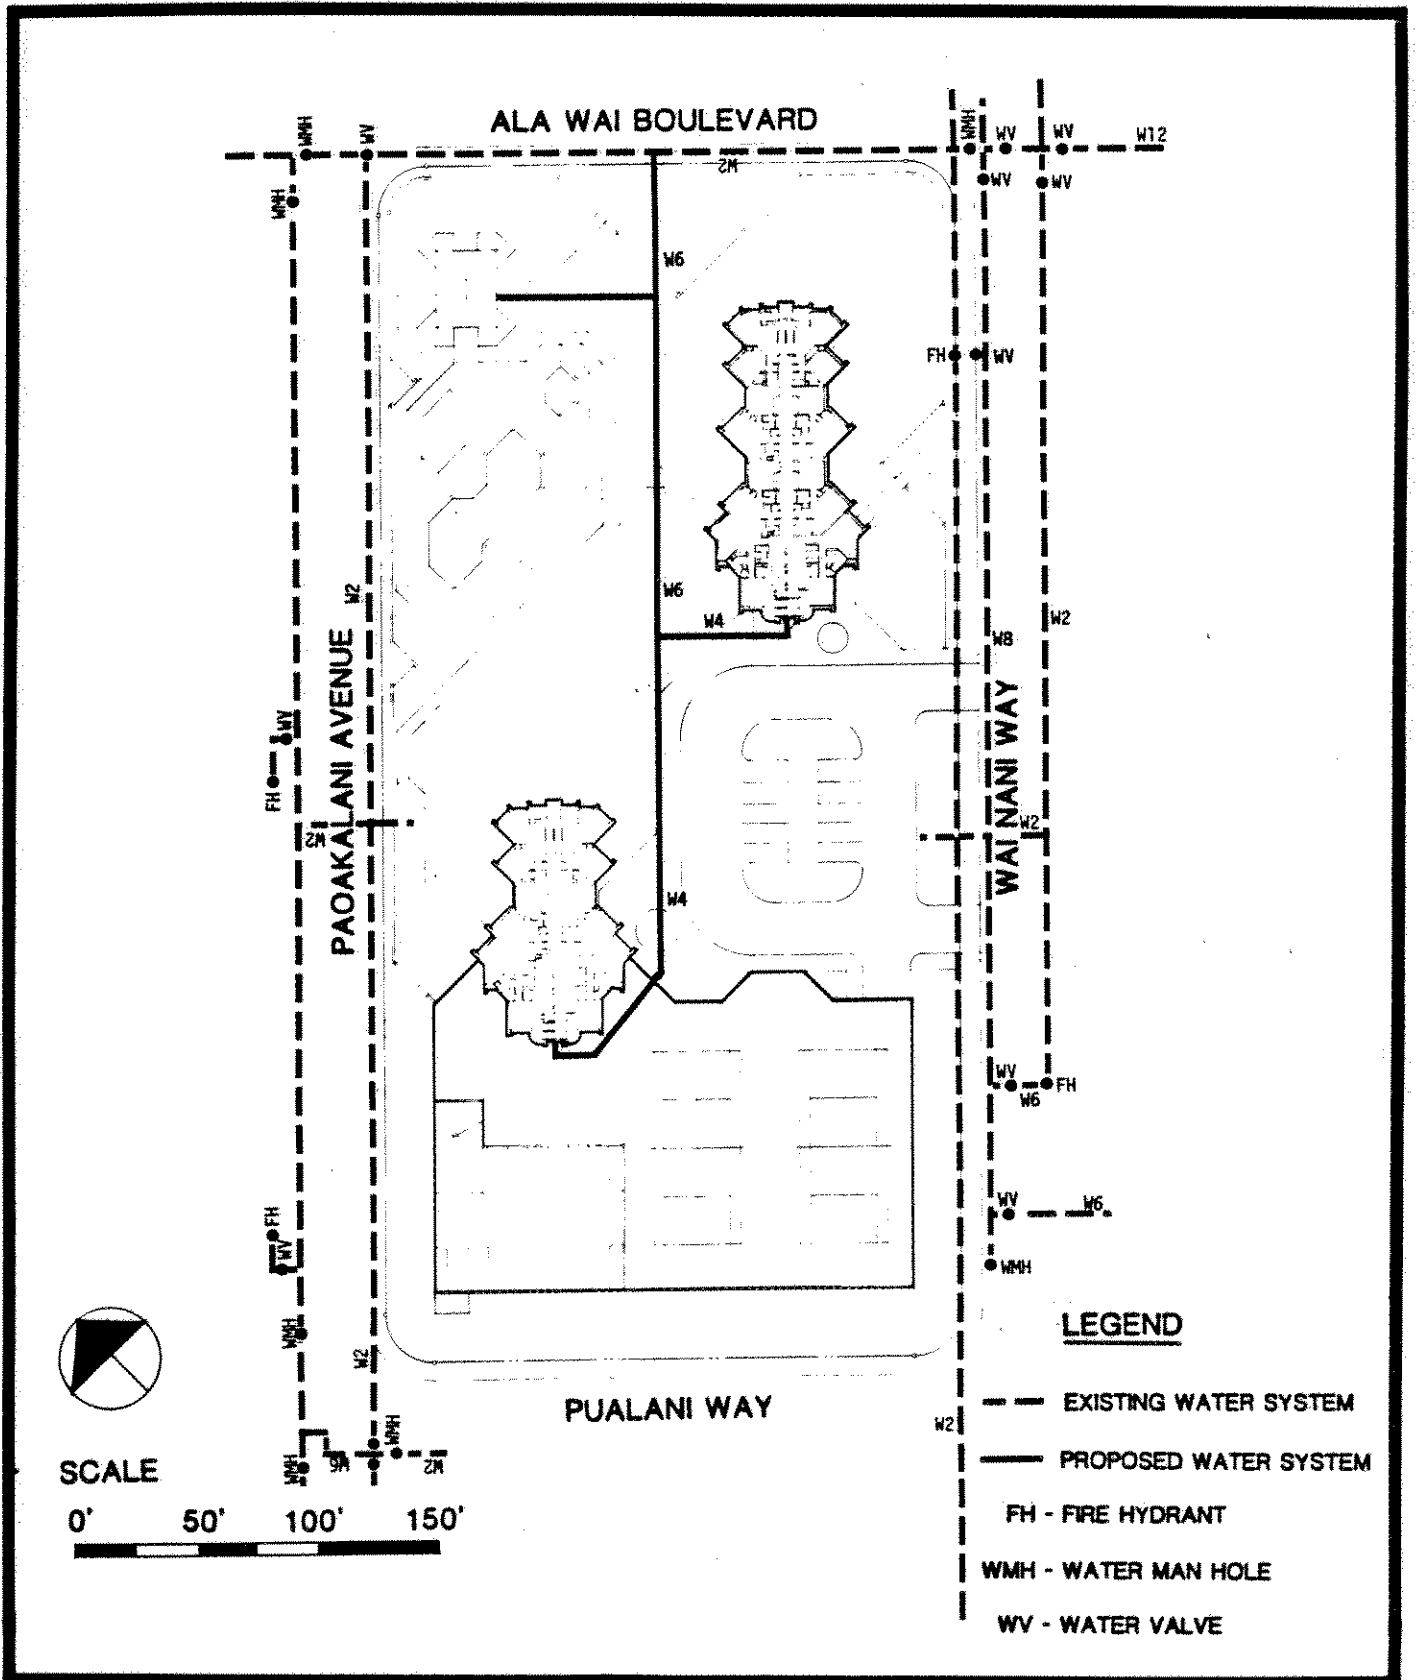 ALA WAI BOULEVARD
WMH
WV
WMH
WV
WV
W12
W2
WMH
WV
WV
W6
FH
WV
W2
W6
W4
W8
W2
PAOAKALANI AVENUE
WAI NANI WAY
WV
FH
W2
W2
W4
WV
W6
FH
WV
W6
FH
WV
WMH
WMH
W2
LEGEND
EXISTING WATER SYSTEM
PUALANI WAY
W2
WMH
WMH
W6
W2
PROPOSED WATER SYSTEM
SCALE
0' 50' 100' 150'
FH - FIRE HYDRANT
WMH - WATER MAN HOLE
WV - WATER VALVE